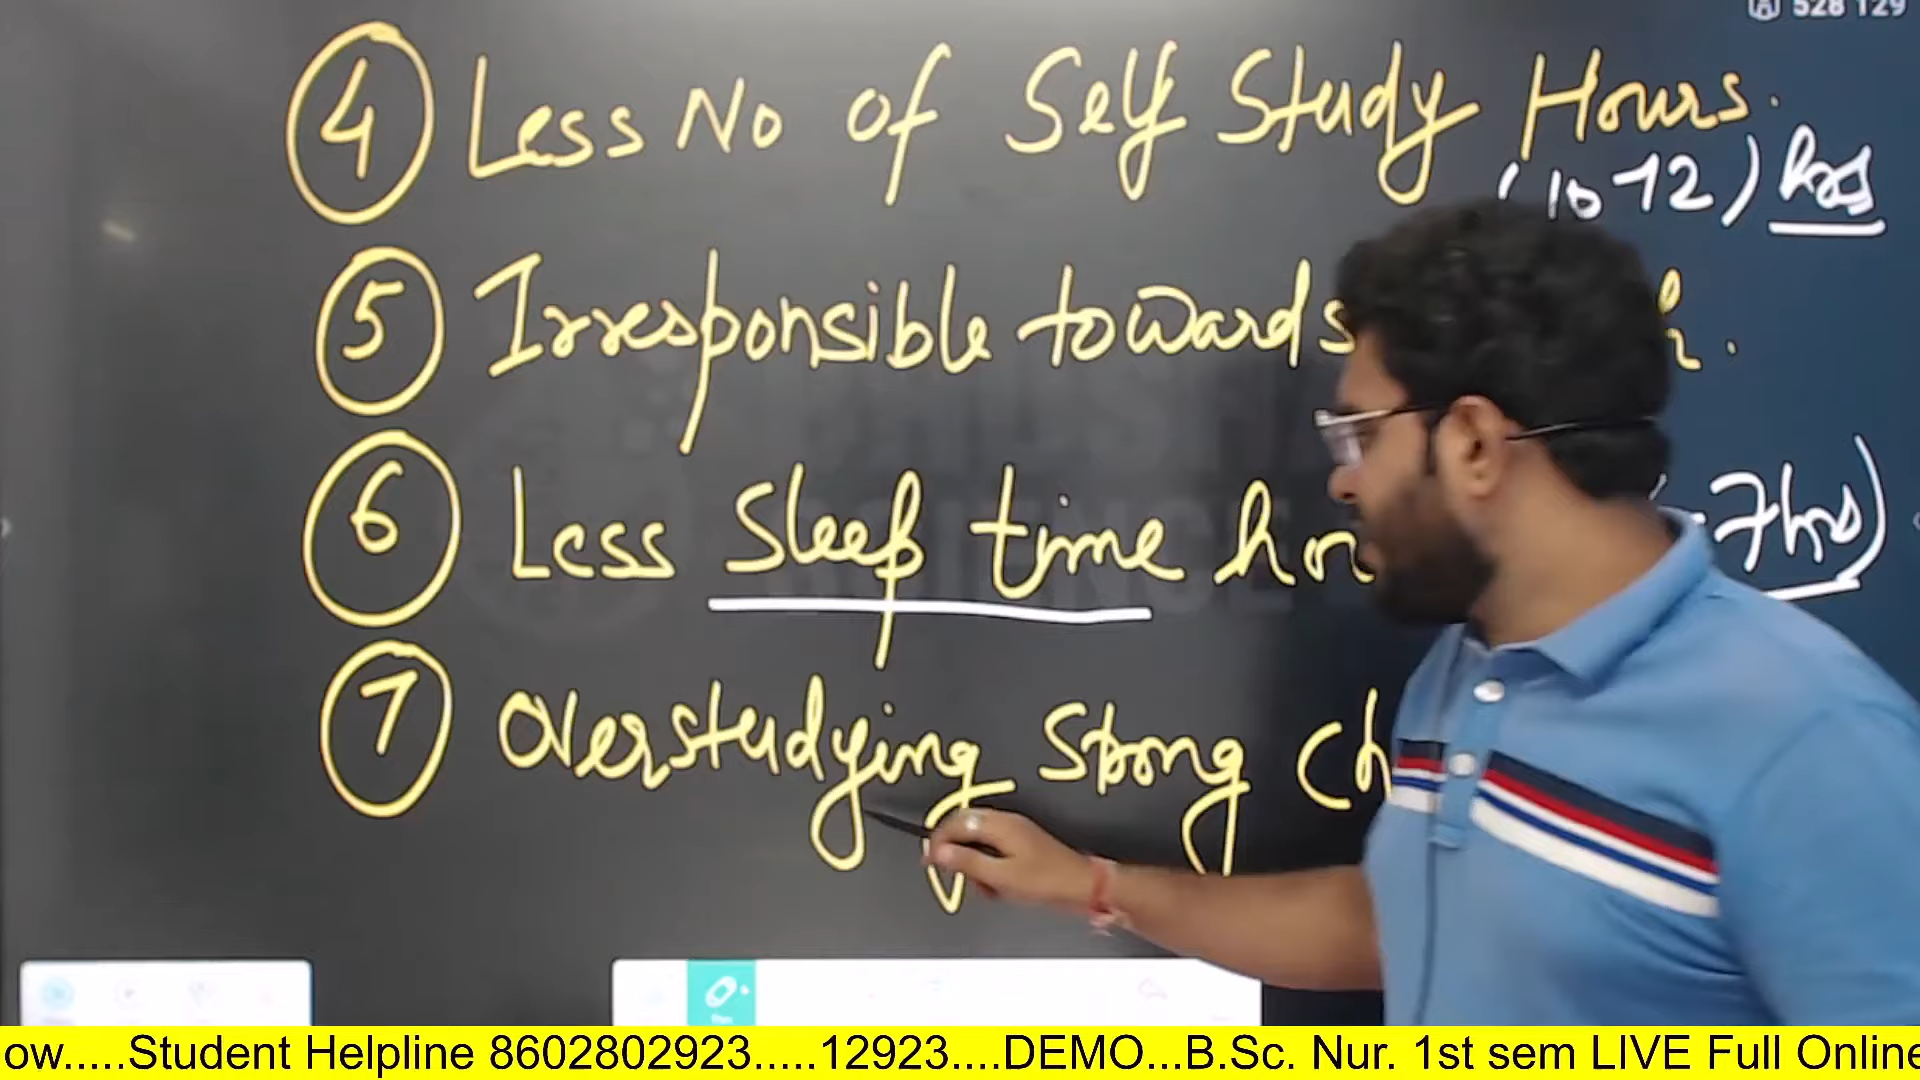 528 129
4 Less No of Self Study Hours.
(10-12) hrs
5 Irresponsible towards
6 Less Sleep time
-7hrs)
7 Overstudying Strong Ch
ow.....Student Helpline 8602802923.....12923....DEMO...B.Sc. Nur. 1st sem LIVE Full Online